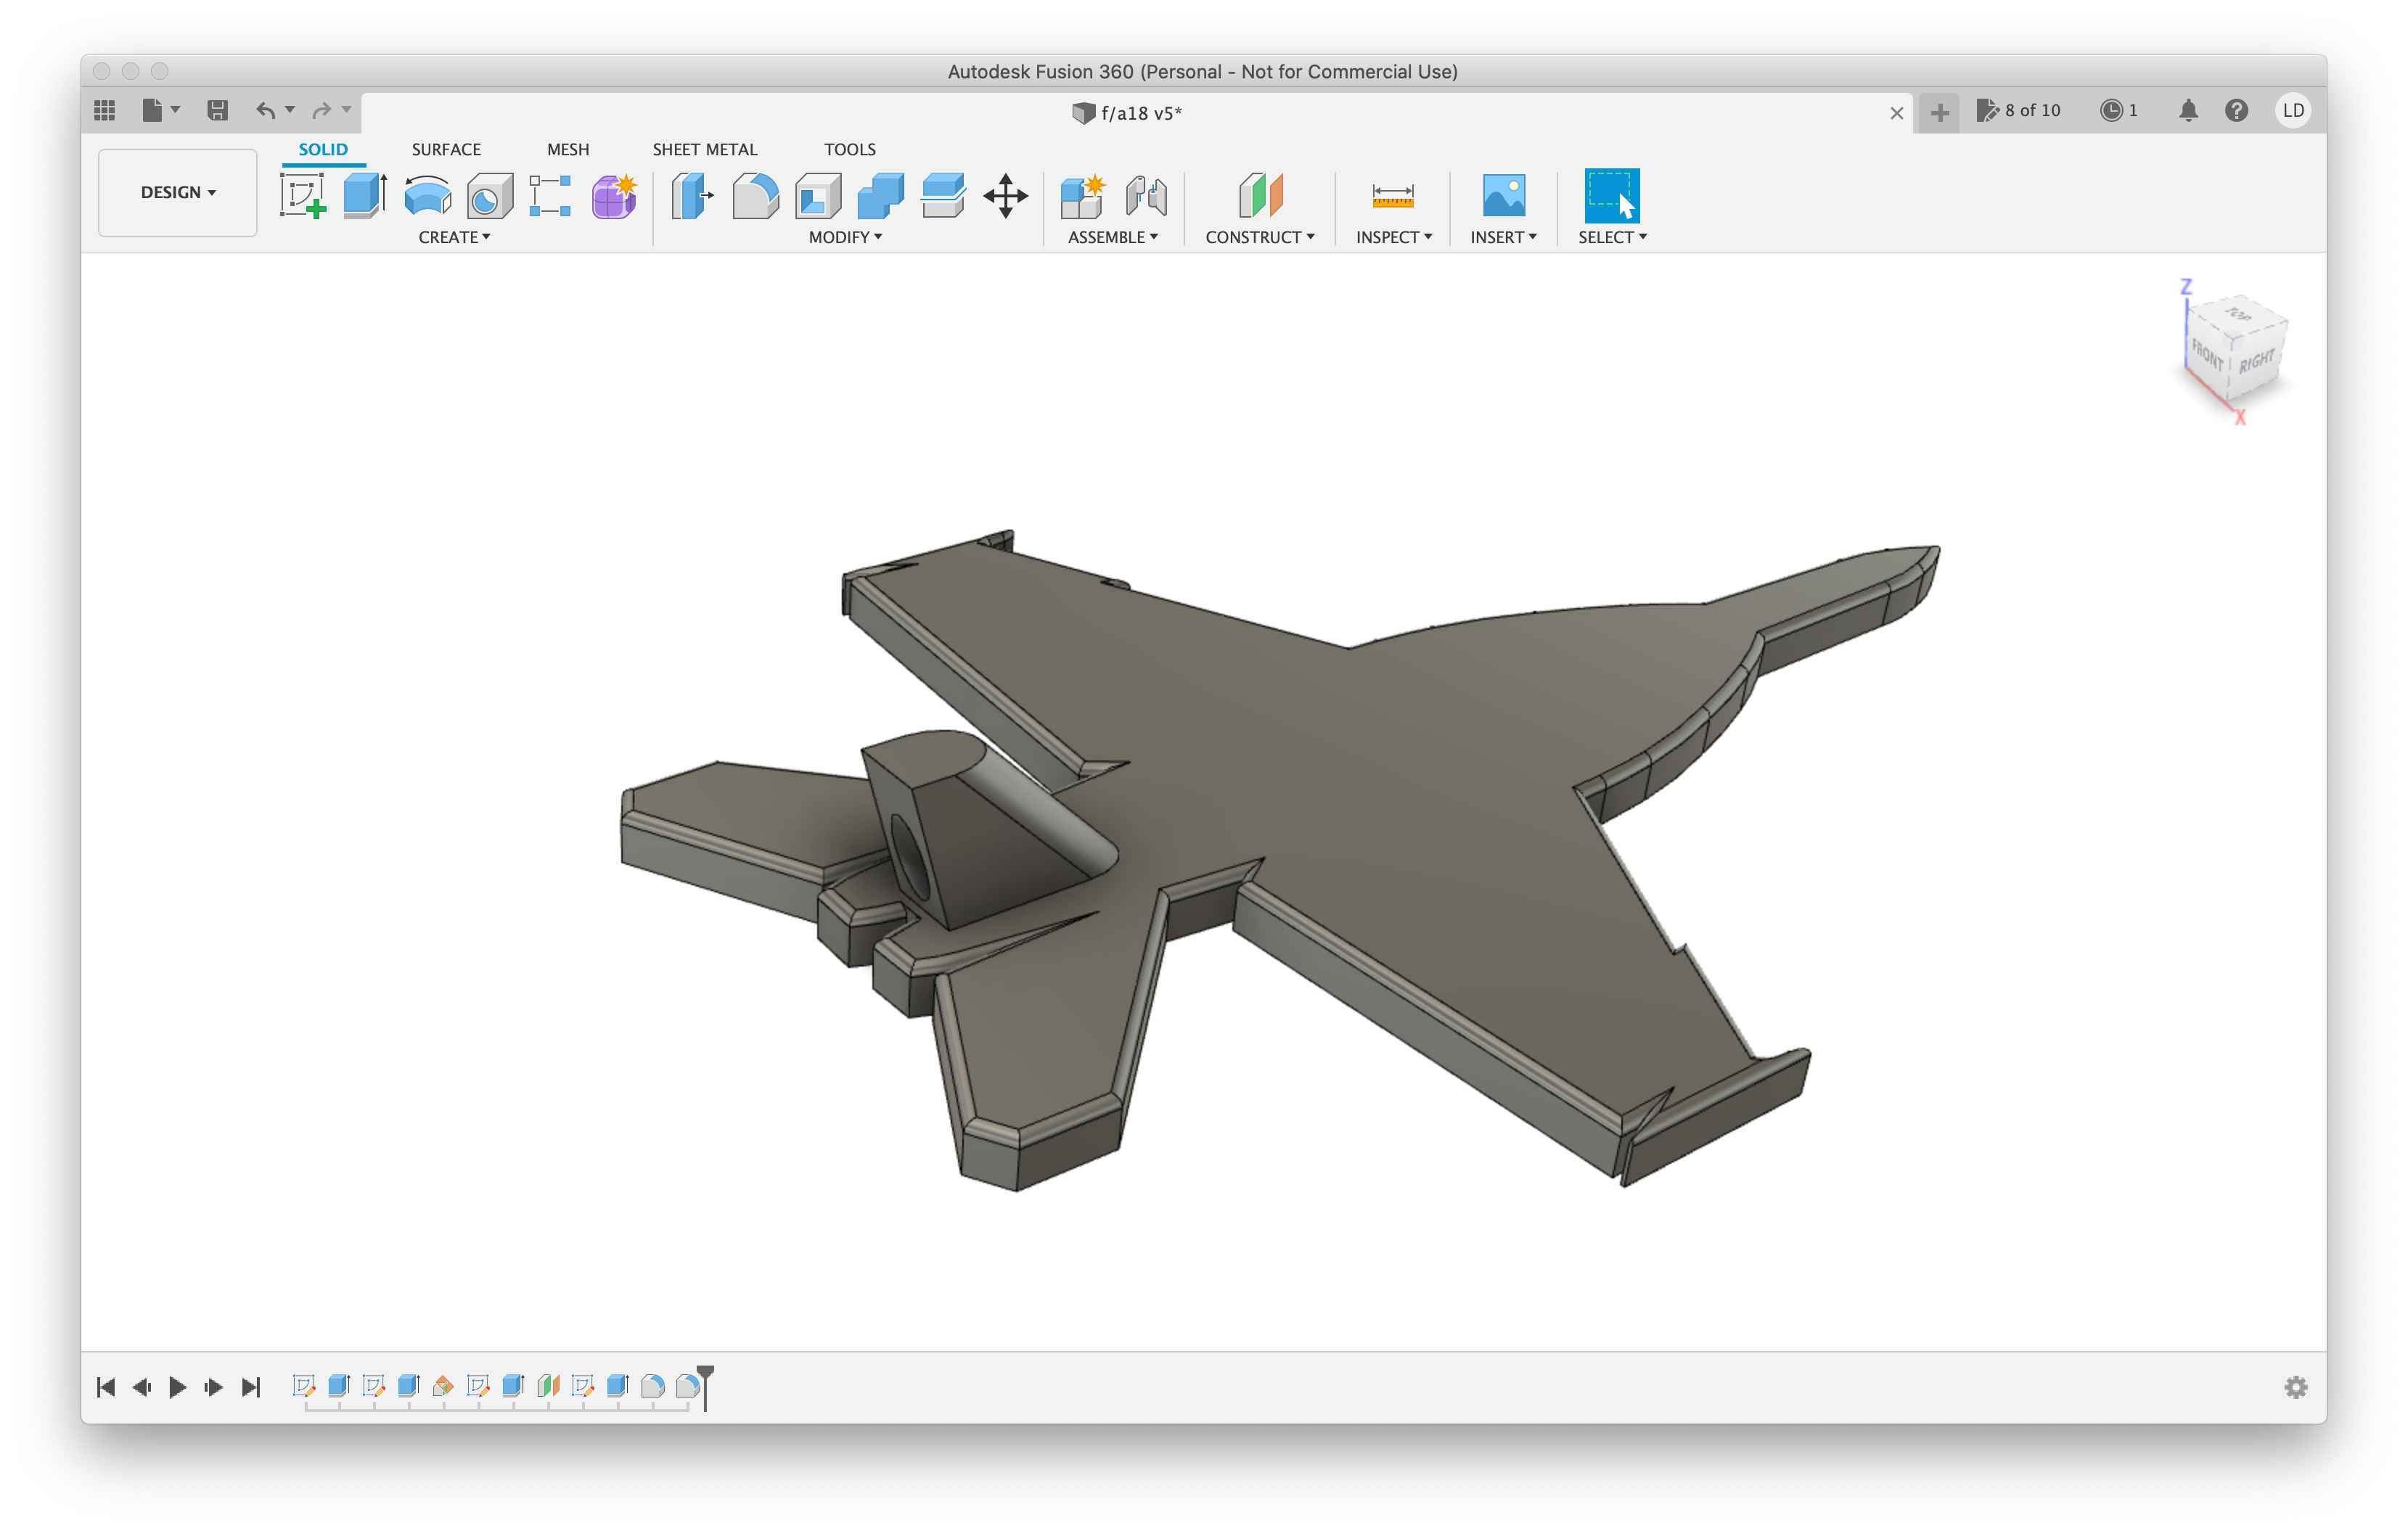 Autodesk Fusion 360 (Personal - Not for Commercial Use)
f/a18 v5*
8 of 10
1
LD
DESIGN
SOLID
SURFACE
MESH
SHEET METAL
TOOLS
CREATE
MODIFY
ASSEMBLE
CONSTRUCT
INSPECT
INSERT
SELECT
Z
TOP
FRONT
RIGHT
X